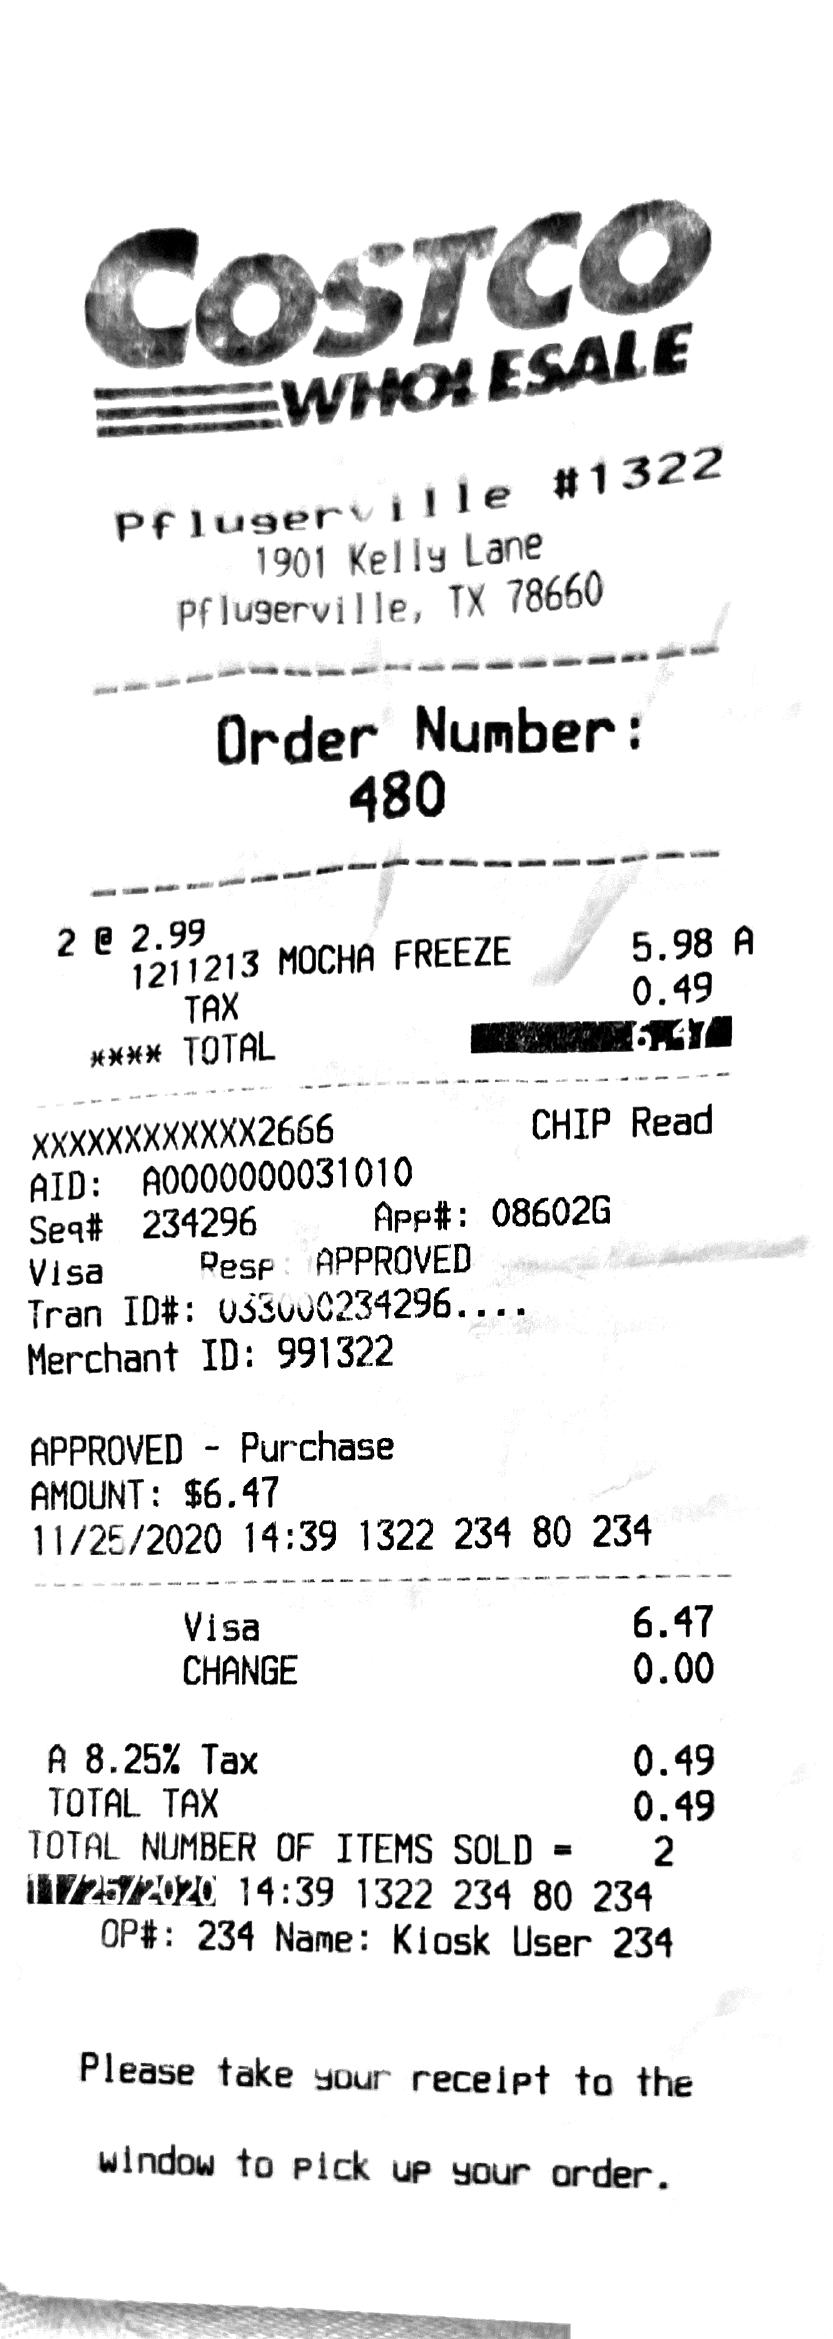 COSTCO
WHOLESALE
Pflugerville #1322
1901 Kelly Lane
Pflugerville, TX 78660
Order Number:
480
2 @ 2.99
1211213 MOCHA FREEZE 5.98 A
TAX 0.49
**** TOTAL 6.47
XXXXXXXXXXXX2666 CHIP Read
AID: A0000000031010
Seq# 234296 App#: 08602G
Visa Resp: APPROVED
Tran ID#: 033000234296....
Merchant ID: 991322
APPROVED - Purchase
AMOUNT: $6.47
11/25/2020 14:39 1322 234 80 234
Visa 6.47
CHANGE 0.00
A 8.25% Tax 0.49
TOTAL TAX 0.49
TOTAL NUMBER OF ITEMS SOLD = 2
11/25/2020 14:39 1322 234 80 234
OP#: 234 Name: Kiosk User 234
Please take your receipt to the
window to pick up your order.